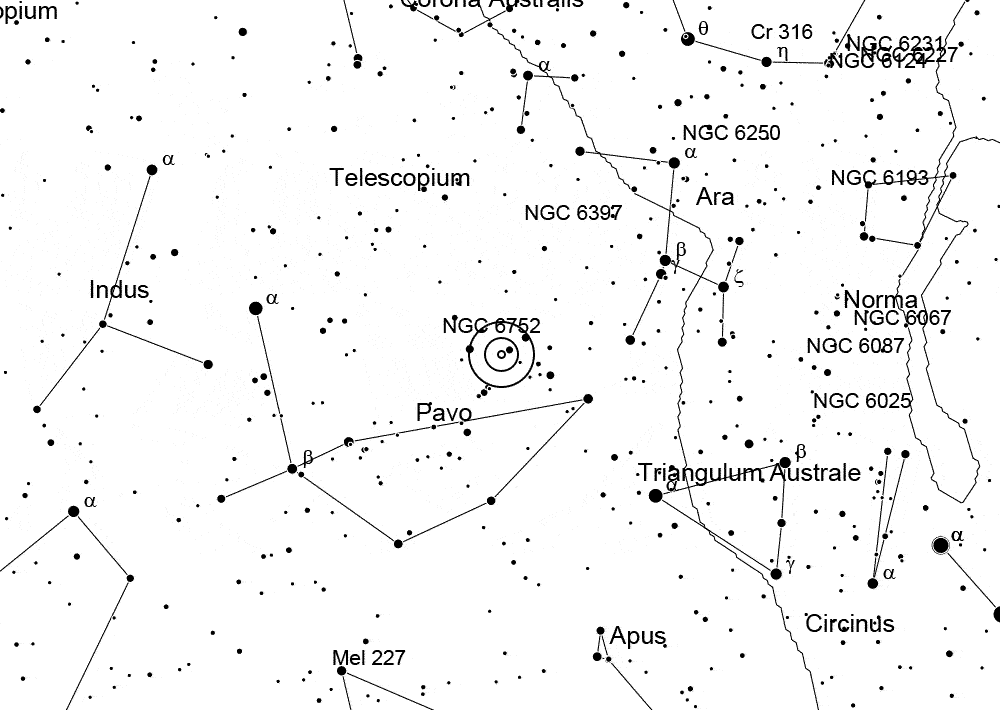 opium
Corona Australis
θ
Cr 316
η
NGC 6231
NGC 6227
NGC 6124
α
NGC 6250
α
α
Telescopium
NGC 6193
Ara
NGC 6397
β
γ
ζ
Indus
α
Norma
NGC 6067
NGC 6752
NGC 6087
NGC 6025
Pavo
β
β
Triangulum Australe
α
α
α
γ
α
Circinus
Apus
Mel 227